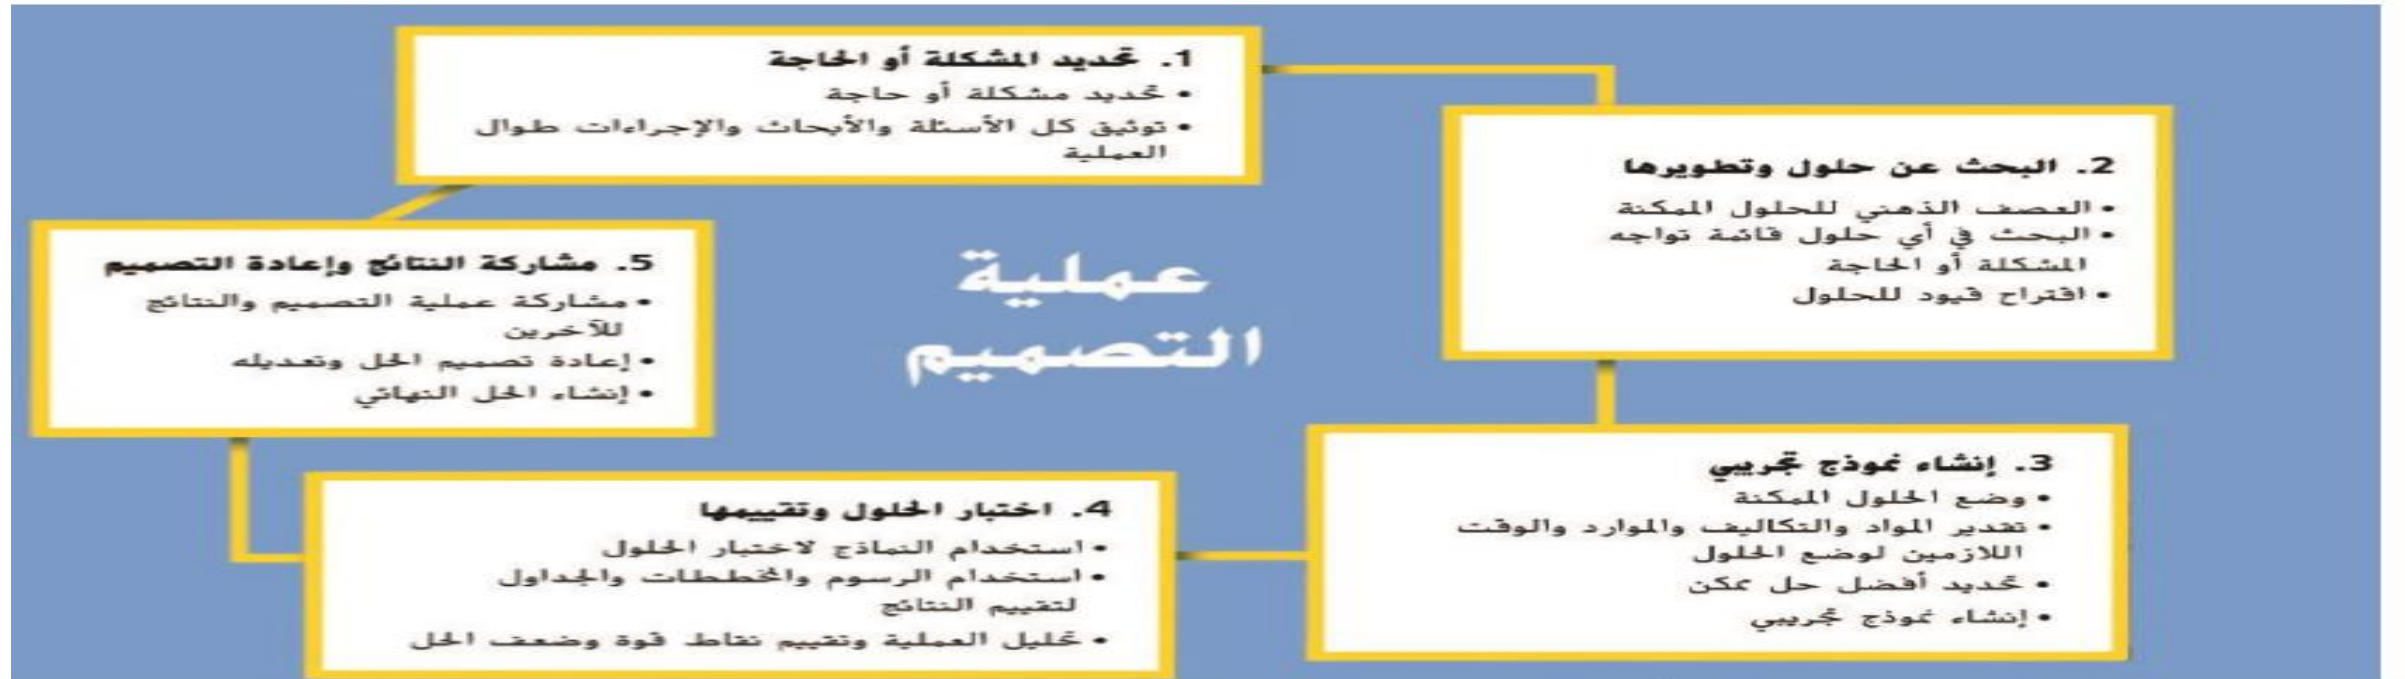 1. تحديد المشكلة أو الحاجة
• تحديد مشكلة أو حاجة
• توثيق كل الأسئلة والأبحاث والإجراءات طوال
العملية
2. البحث عن حلول وتطويرها
• العصف الذهني للحلول الممكنة
• البحث في أي حلول قائمة تواجه
المشكلة أو الحاجة
• اقتراح قيود للحلول
3. إنشاء نموذج تجريبي
• وضع الحلول الممكنة
• تقدير المواد والتكاليف والموارد والوقت
اللازمين لوضع الحلول
• تحديد أفضل حل ممكن
• إنشاء نموذج تجريبي
4. اختبار الحلول وتقييمها
• استخدام النماذج لاختبار الحلول
• استخدام الرسوم والمخططات والجداول
لتقييم النتائج
• تحليل العملية وتقييم نقاط قوة وضعف الحل
5. مشاركة النتائج وإعادة التصميم
• مشاركة عملية التصميم والنتائج
للآخرين
• إعادة تصميم الحل وتعديله
• إنشاء الحل النهائي
عملية
التصميم